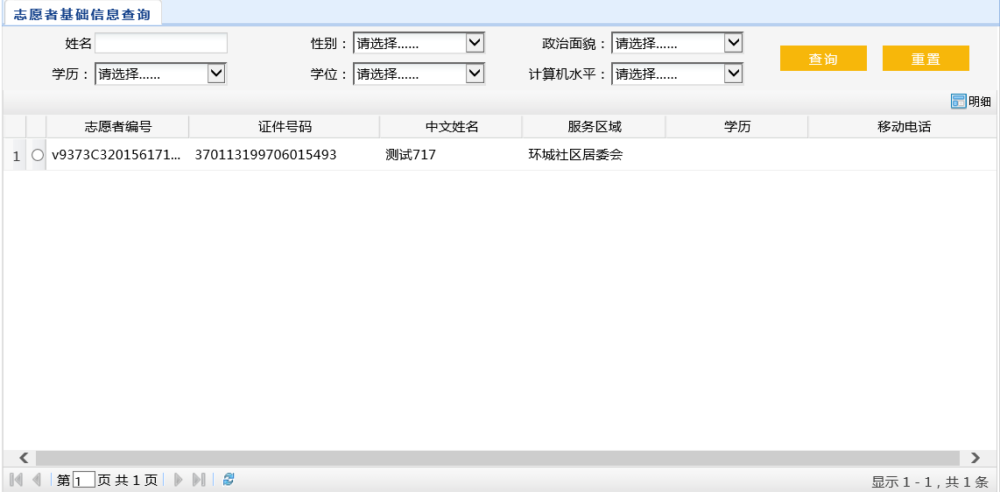 志愿者基础信息查询
姓名 性别： 请选择...... 政治面貌： 请选择...... 查询 重置
学历： 请选择...... 学位： 请选择...... 计算机水平： 请选择......
明细
志愿者编号 证件号码 中文姓名 服务区域 学历 移动电话
1 v9373C320156171... 370113199706015493 测试717 环城社区居委会
第 1 页 共 1 页 显示 1 - 1，共 1 条